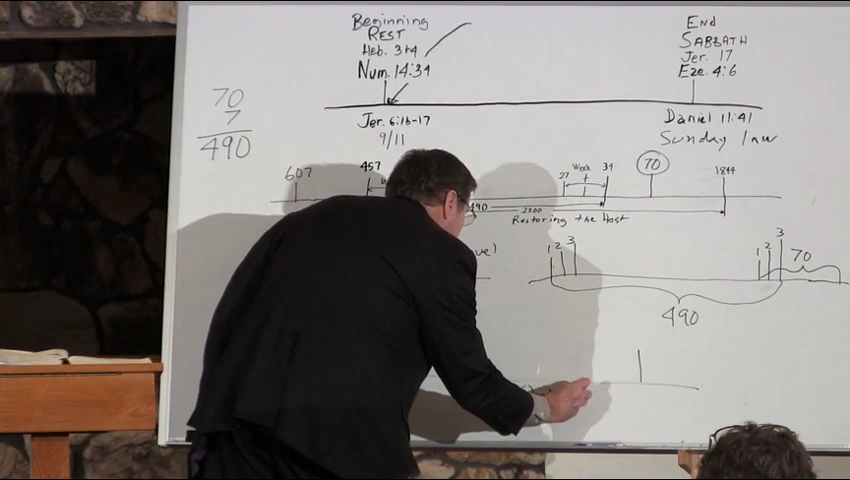 Beginning
REST
Heb. 3+4
Num. 14:34
End
SABBATH
Jer. 17
Eze. 4:6
70
7
490
Jer. 6:16-17
9/11
Daniel 11:41
Sunday law
607
457
27
Week
34
70
1844
490
2300
Restoring the Host
1 2 3
1 2 3
70
490